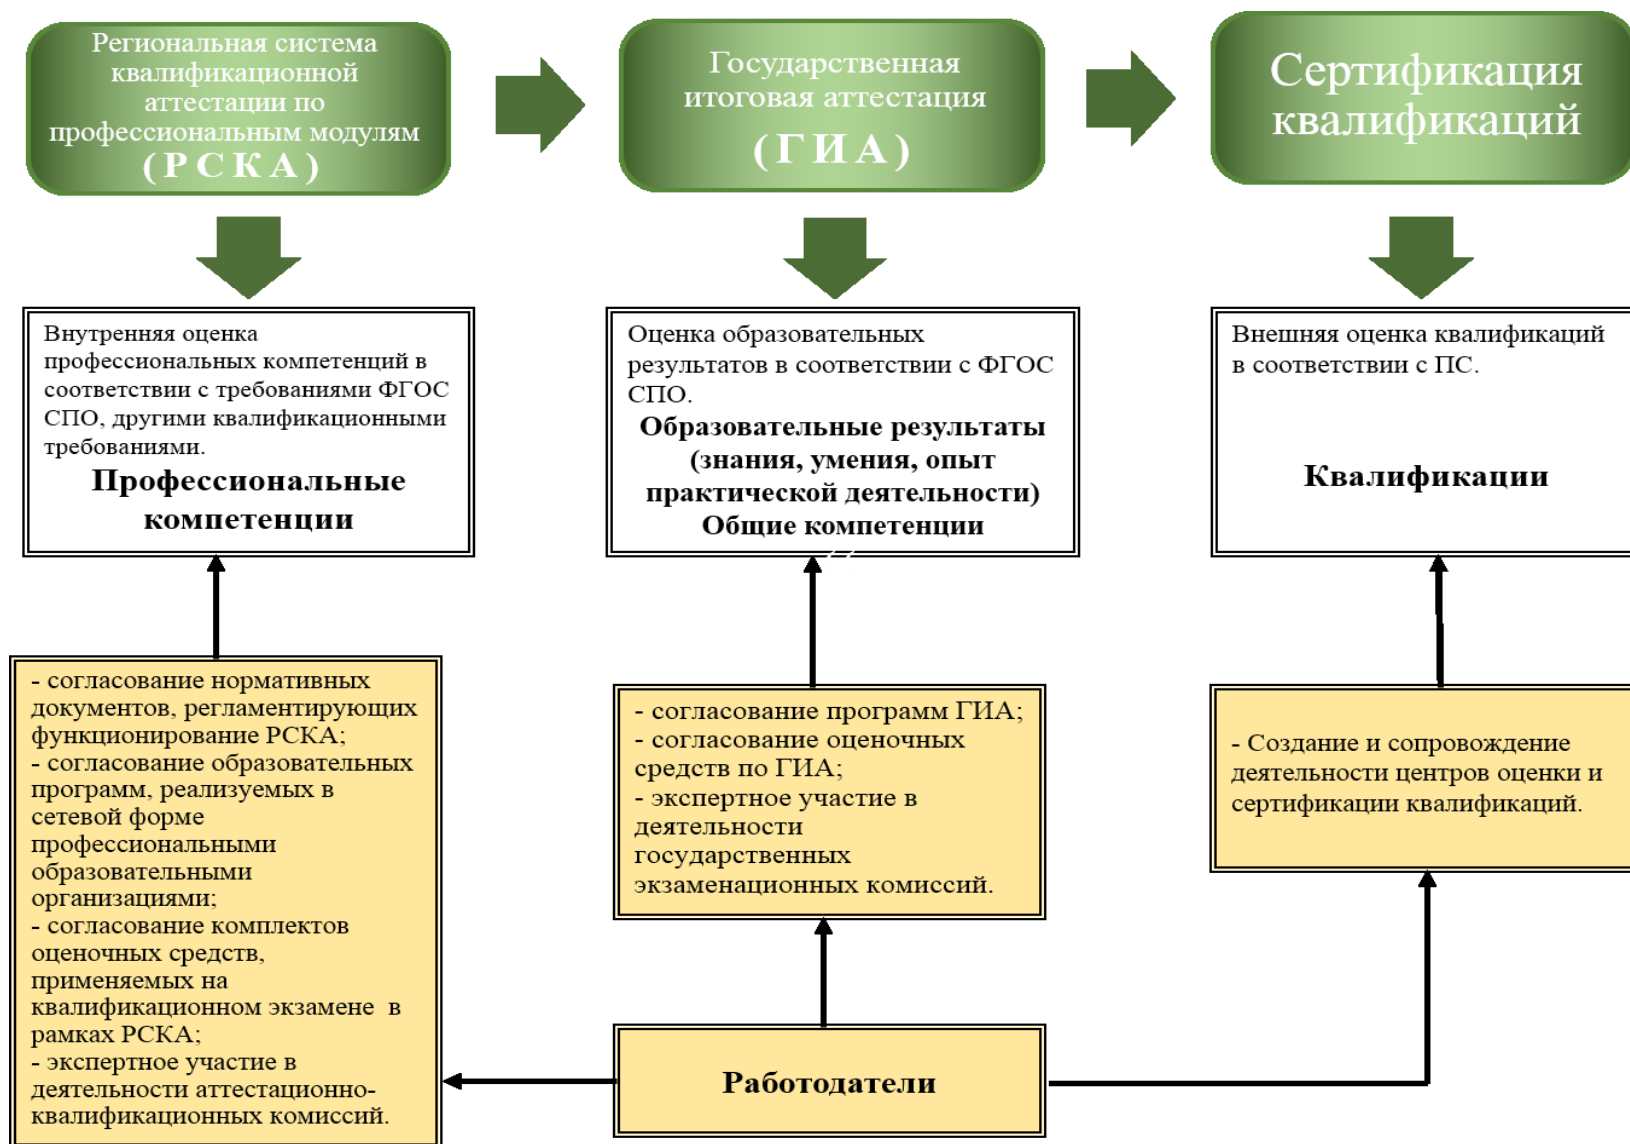 Региональная система
квалификационной
аттестации по
профессиональным модулям
(РСКА)
Государственная
итоговая аттестация
(ГИА)
Сертификация
квалификаций
Внутренняя оценка
профессиональных компетенций в
соответствии с требованиями ФГОС
СПО, другими квалификационными
требованиями.
Профессиональные
компетенции
Оценка образовательных
результатов в соответствии с ФГОС
СПО.
Образовательные результаты
(знания, умения, опыт
практической деятельности)
Общие компетенции
Внешняя оценка квалификаций
в соответствии с ПС.
Квалификации
- согласование нормативных
документов, регламентирующих
функционирование РСКА;
- согласование образовательных
программ, реализуемых в
сетевой форме
профессиональными
образовательными
организациями;
- согласование комплектов
оценочных средств,
применяемых на
квалификационном экзамене в
рамках РСКА;
- экспертное участие в
деятельности аттестационно-
квалификационных комиссий.
- согласование программ ГИА;
- согласование оценочных
средств по ГИА;
- экспертное участие в
деятельности
государственных
экзаменационных комиссий.
- Создание и сопровождение
деятельности центров оценки и
сертификации квалификаций.
Работодатели